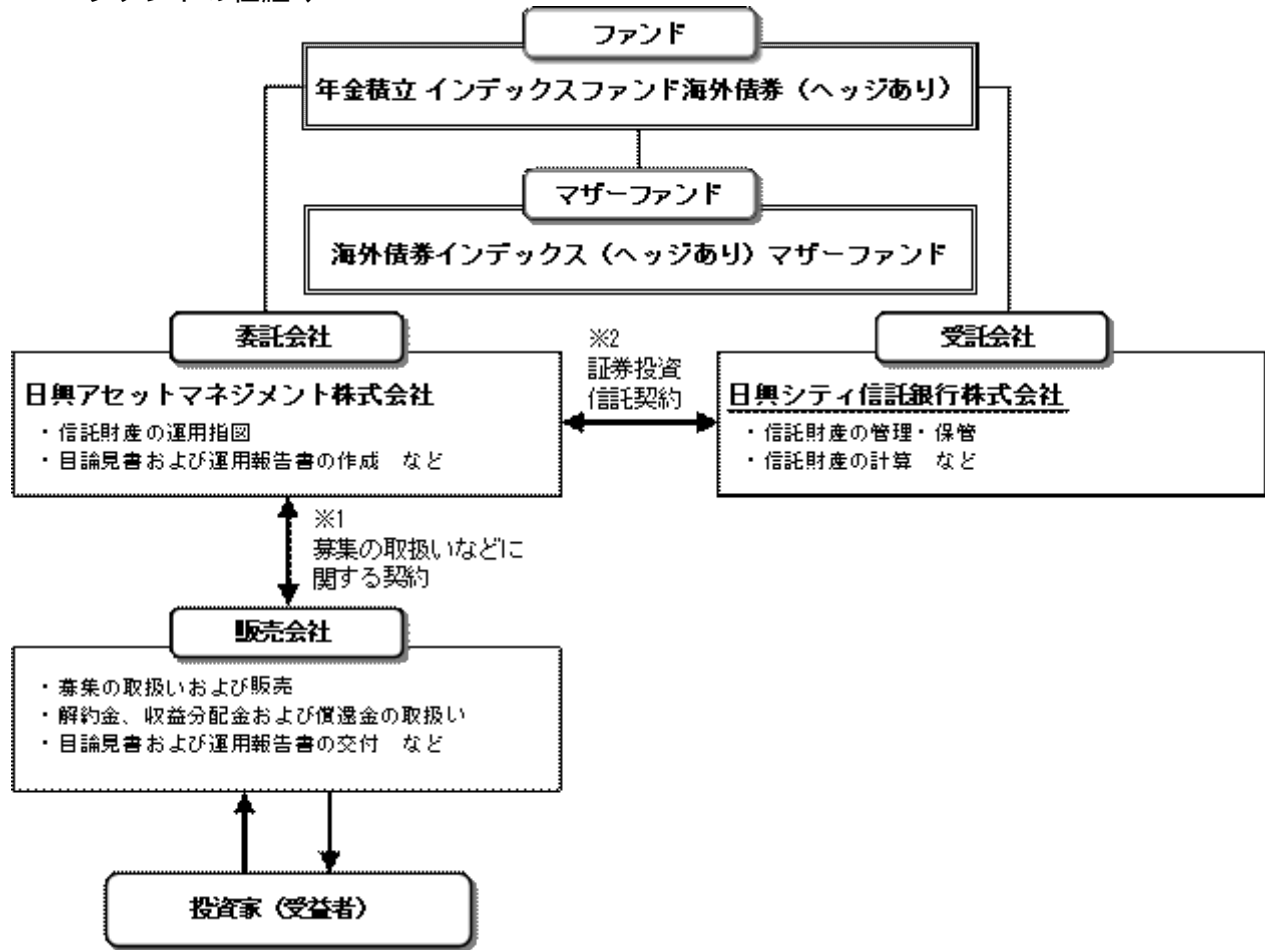 ファンド
年金積立 インデックスファンド海外債券（ヘッジあり）
マザーファンド
海外債券インデックス（ヘッジあり）マザーファンド
委託会社
日興アセットマネジメント株式会社
・信託財産の運用指図
・目論見書および運用報告書の作成　など
※2
証券投資
信託契約
受託会社
日興シティ信託銀行株式会社
・信託財産の管理・保管
・信託財産の計算　など
※1
募集の取扱いなどに
関する契約
販売会社
・募集の取扱いおよび販売
・解約金、収益分配金および償還金の取扱い
・目論見書および運用報告書の交付　など
投資家（受益者）